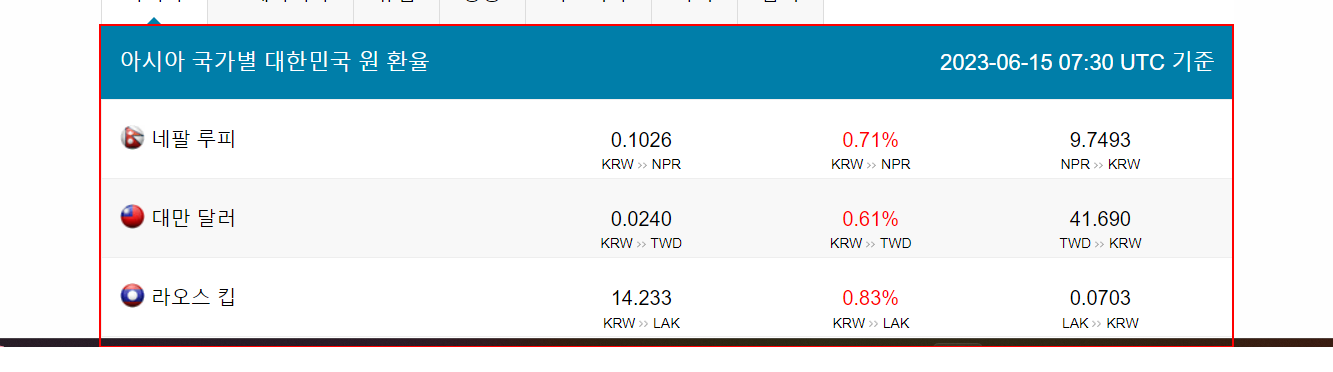 아시아 국가별 대한민국 원 환율 2023-06-15 07:30 UTC 기준
네팔 루피 0.1026 0.71% 9.7493
KRW ›› NPR KRW ›› NPR NPR ›› KRW
대만 달러 0.0240 0.61% 41.690
KRW ›› TWD KRW ›› TWD TWD ›› KRW
라오스 킵 14.233 0.83% 0.0703
KRW ›› LAK KRW ›› LAK LAK ›› KRW